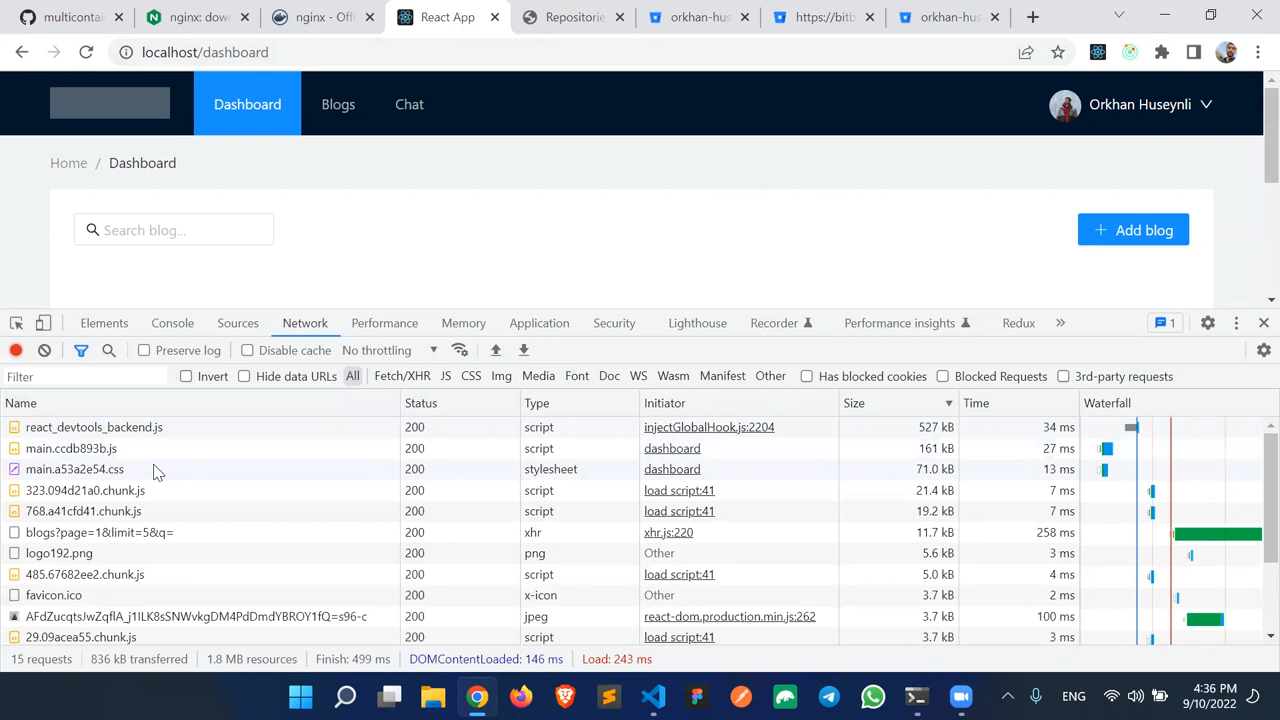 multicontai
nginx: dow
nginx - Offi
React App
Repositorie
orkhan-hus
https://bitb
orkhan-hus
localhost/dashboard
Dashboard
Blogs
Chat
Orkhan Huseynli
Home / Dashboard
Search blog...
+ Add blog
Elements Console Sources Network Performance Memory Application Security Lighthouse Recorder Performance insights Redux » 1
Preserve log Disable cache No throttling
Filter Invert Hide data URLs All Fetch/XHR JS CSS Img Media Font Doc WS Wasm Manifest Other Has blocked cookies Blocked Requests 3rd-party requests
Name Status Type Initiator Size Time Waterfall
react_devtools_backend.js 200 script injectGlobalHook.js:2204 527 kB 34 ms
main.ccdb893b.js 200 script dashboard 161 kB 27 ms
main.a53a2e54.css 200 stylesheet dashboard 71.0 kB 13 ms
323.094d21a0.chunk.js 200 script load script:41 21.4 kB 7 ms
768.a41cfd41.chunk.js 200 script load script:41 19.2 kB 7 ms
blogs?page=1&limit=5&q= 200 xhr xhr.js:220 11.7 kB 258 ms
logo192.png 200 png Other 5.6 kB 3 ms
485.67682ee2.chunk.js 200 script load script:41 5.0 kB 4 ms
favicon.ico 200 x-icon Other 3.7 kB 2 ms
AFdZucqtsJwZqflA_j1ILK8sSNWvkgDM4PdDmdYBROY1fQ=s96-c 200 jpeg react-dom.production.min.js:262 3.7 kB 100 ms
29.09acea55.chunk.js 200 script load script:41 3.7 kB 3 ms
15 requests 836 kB transferred 1.8 MB resources Finish: 499 ms DOMContentLoaded: 146 ms Load: 243 ms
ENG
4:36 PM
9/10/2022